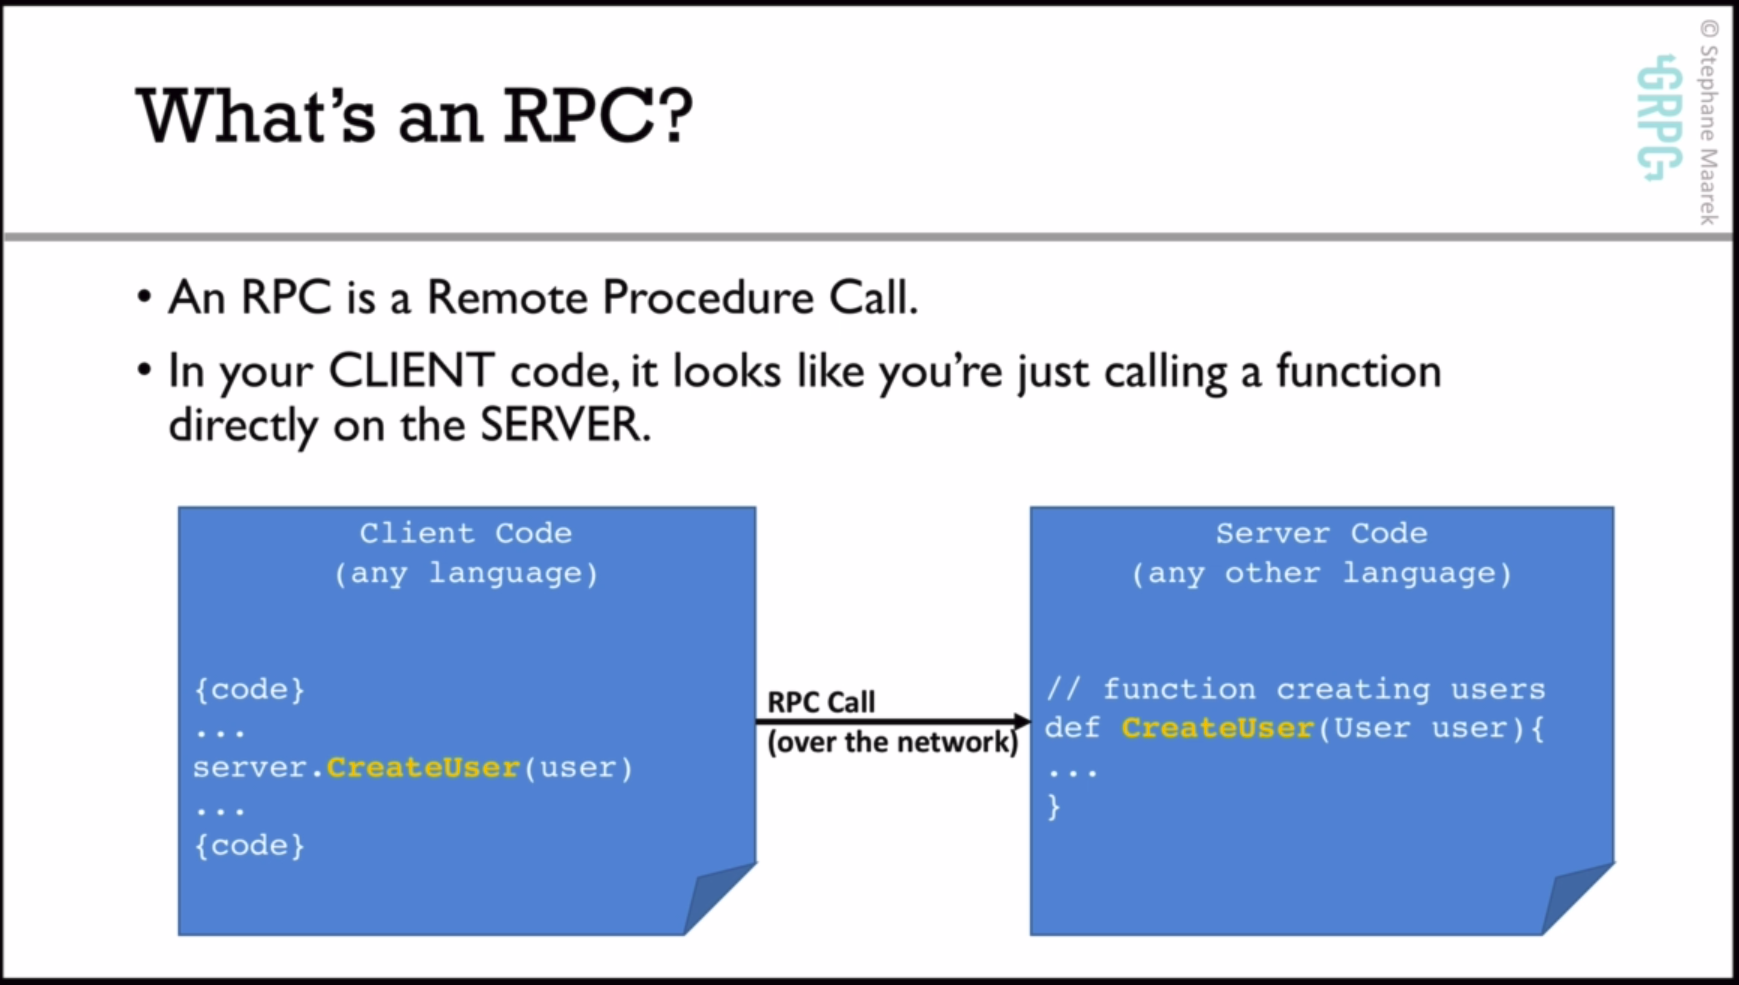 What's an RPC?
© Stephane Maarek
GRPC
• An RPC is a Remote Procedure Call.
• In your CLIENT code, it looks like you're just calling a function
directly on the SERVER.
Client Code
(any language)
{code}
...
server.CreateUser(user)
...
{code}
RPC Call
(over the network)
Server Code
(any other language)
// function creating users
def CreateUser(User user){
...
}